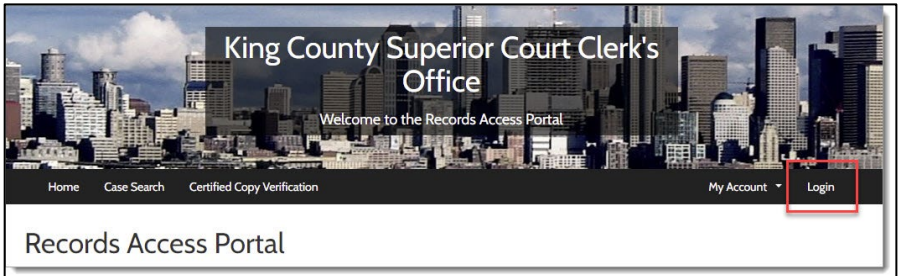 King County Superior Court Clerk's
Office
Welcome to the Records Access Portal
Home Case Search Certified Copy Verification My Account Login
Records Access Portal